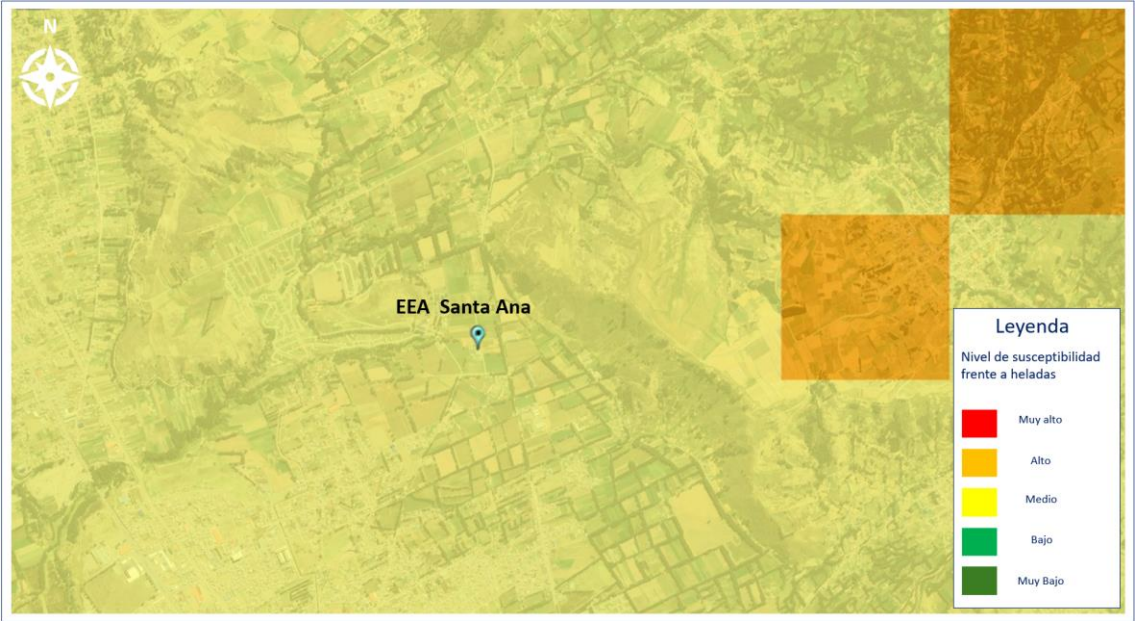 N
EEA Santa Ana
Leyenda
Nivel de susceptibilidad
frente a heladas
Muy alto
Alto
Medio
Bajo
Muy Bajo